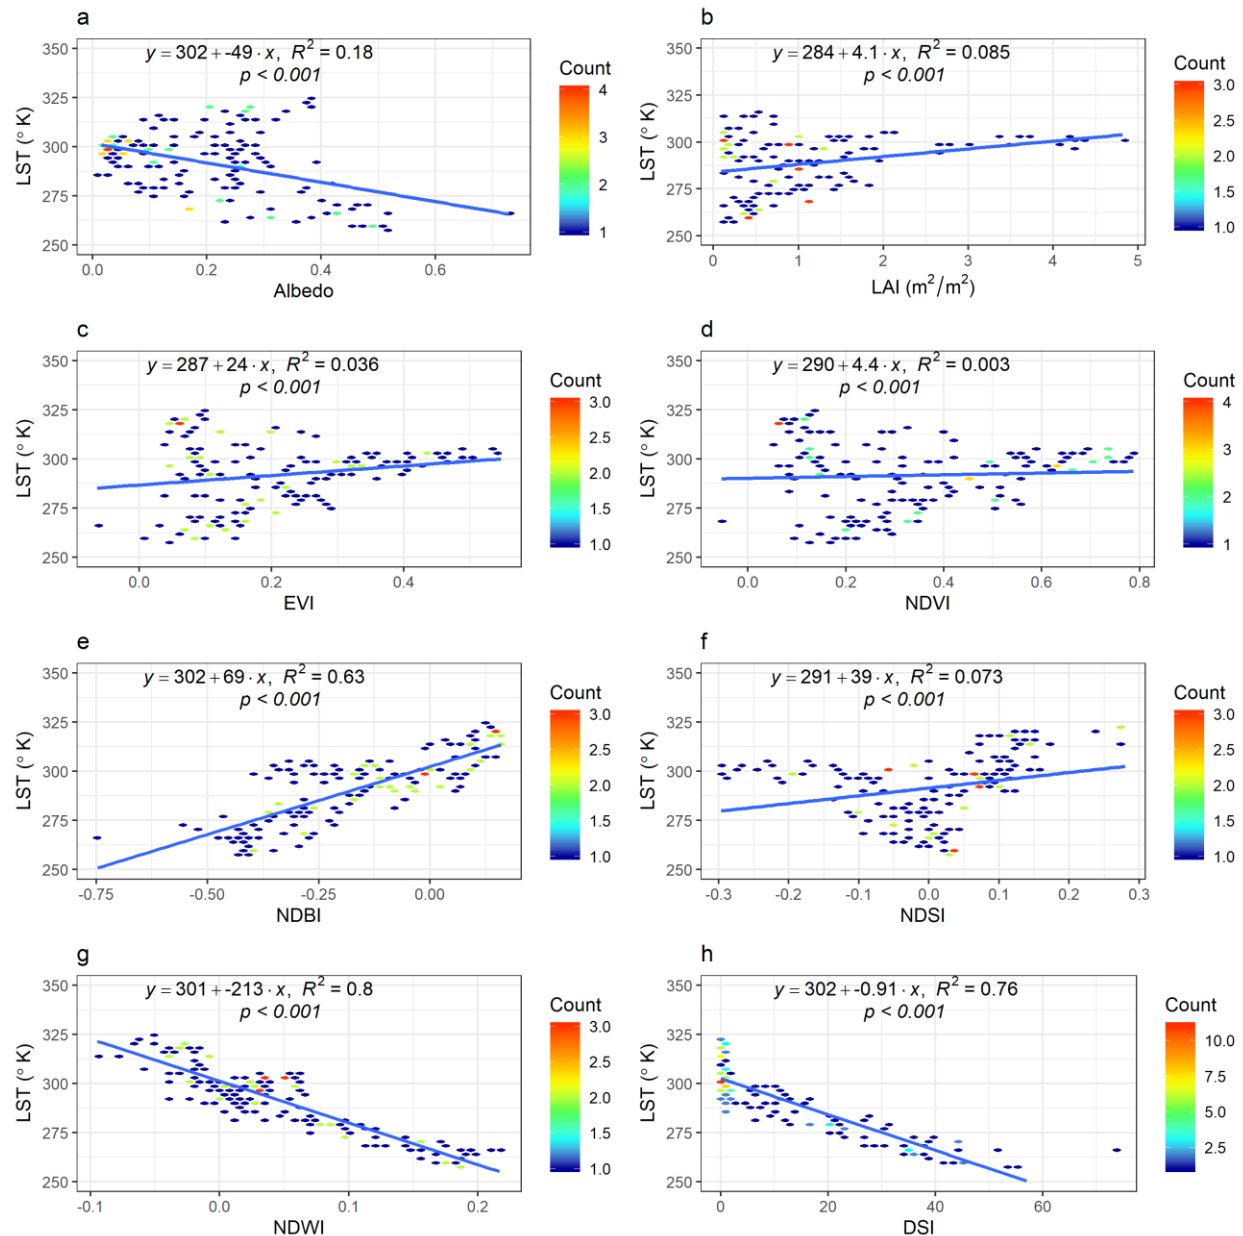 a
y = 302 + -49 · x, R² = 0.18
p < 0.001
350
325
300
275
250
LST (° K)
0.0 0.2 0.4 0.6
Albedo
Count
4
3
2
1
b
y = 284 + 4.1 · x, R² = 0.085
p < 0.001
350
325
300
275
250
LST (° K)
0 1 2 3 4 5
LAI (m²/m²)
Count
3.0
2.5
2.0
1.5
1.0
c
y = 287 + 24 · x, R² = 0.036
p < 0.001
350
325
300
275
250
LST (° K)
0.0 0.2 0.4
EVI
Count
3.0
2.5
2.0
1.5
1.0
d
y = 290 + 4.4 · x, R² = 0.003
p < 0.001
350
325
300
275
250
LST (° K)
0.0 0.2 0.4 0.6 0.8
NDVI
Count
4
3
2
1
e
y = 302 + 69 · x, R² = 0.63
p < 0.001
350
325
300
275
250
LST (° K)
-0.75 -0.50 -0.25 0.00
NDBI
Count
3.0
2.5
2.0
1.5
1.0
f
y = 291 + 39 · x, R² = 0.073
p < 0.001
350
325
300
275
250
LST (° K)
-0.3 -0.2 -0.1 0.0 0.1 0.2 0.3
NDSI
Count
3.0
2.5
2.0
1.5
1.0
g
y = 301 + -213 · x, R² = 0.8
p < 0.001
350
325
300
275
250
LST (° K)
-0.1 0.0 0.1 0.2
NDWI
Count
3.0
2.5
2.0
1.5
1.0
h
y = 302 + -0.91 · x, R² = 0.76
p < 0.001
350
325
300
275
250
LST (° K)
0 20 40 60
DSI
Count
10.0
7.5
5.0
2.5